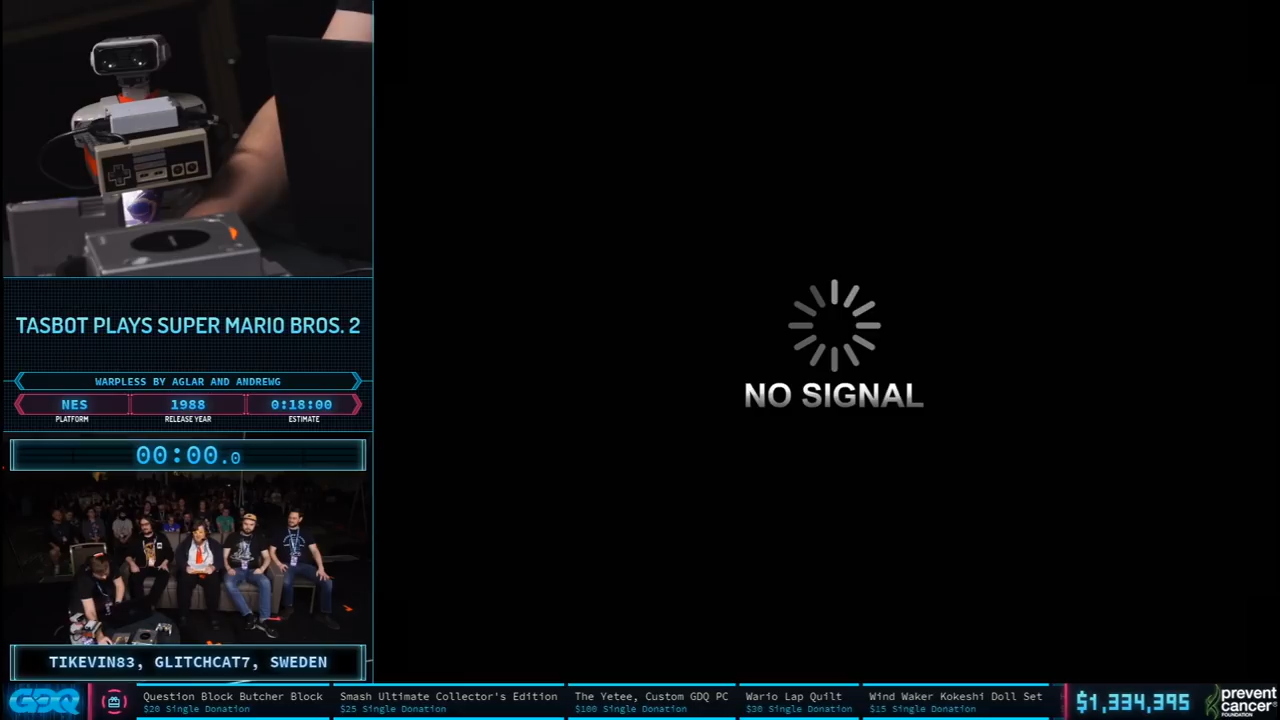 TASBOT PLAYS SUPER MARIO BROS. 2
WARPLESS BY AGLAR AND ANDREWG
NES
1988
0:18:00
PLATFORM
RELEASE YEAR
ESTIMATE
00:00.0
NO SIGNAL
TIKEVIN83, GLITCHCAT7, SWEDEN
GDQ
Question Block Butcher Block
$20 Single Donation
Smash Ultimate Collector's Edition
$25 Single Donation
The Yetee, Custom GDQ PC
$100 Single Donation
Wario Lap Quilt
$30 Single Donation
Wind Waker Kokeshi Doll Set
$15 Single Donation
$1,334,395
prevent
cancer
FOUNDATION